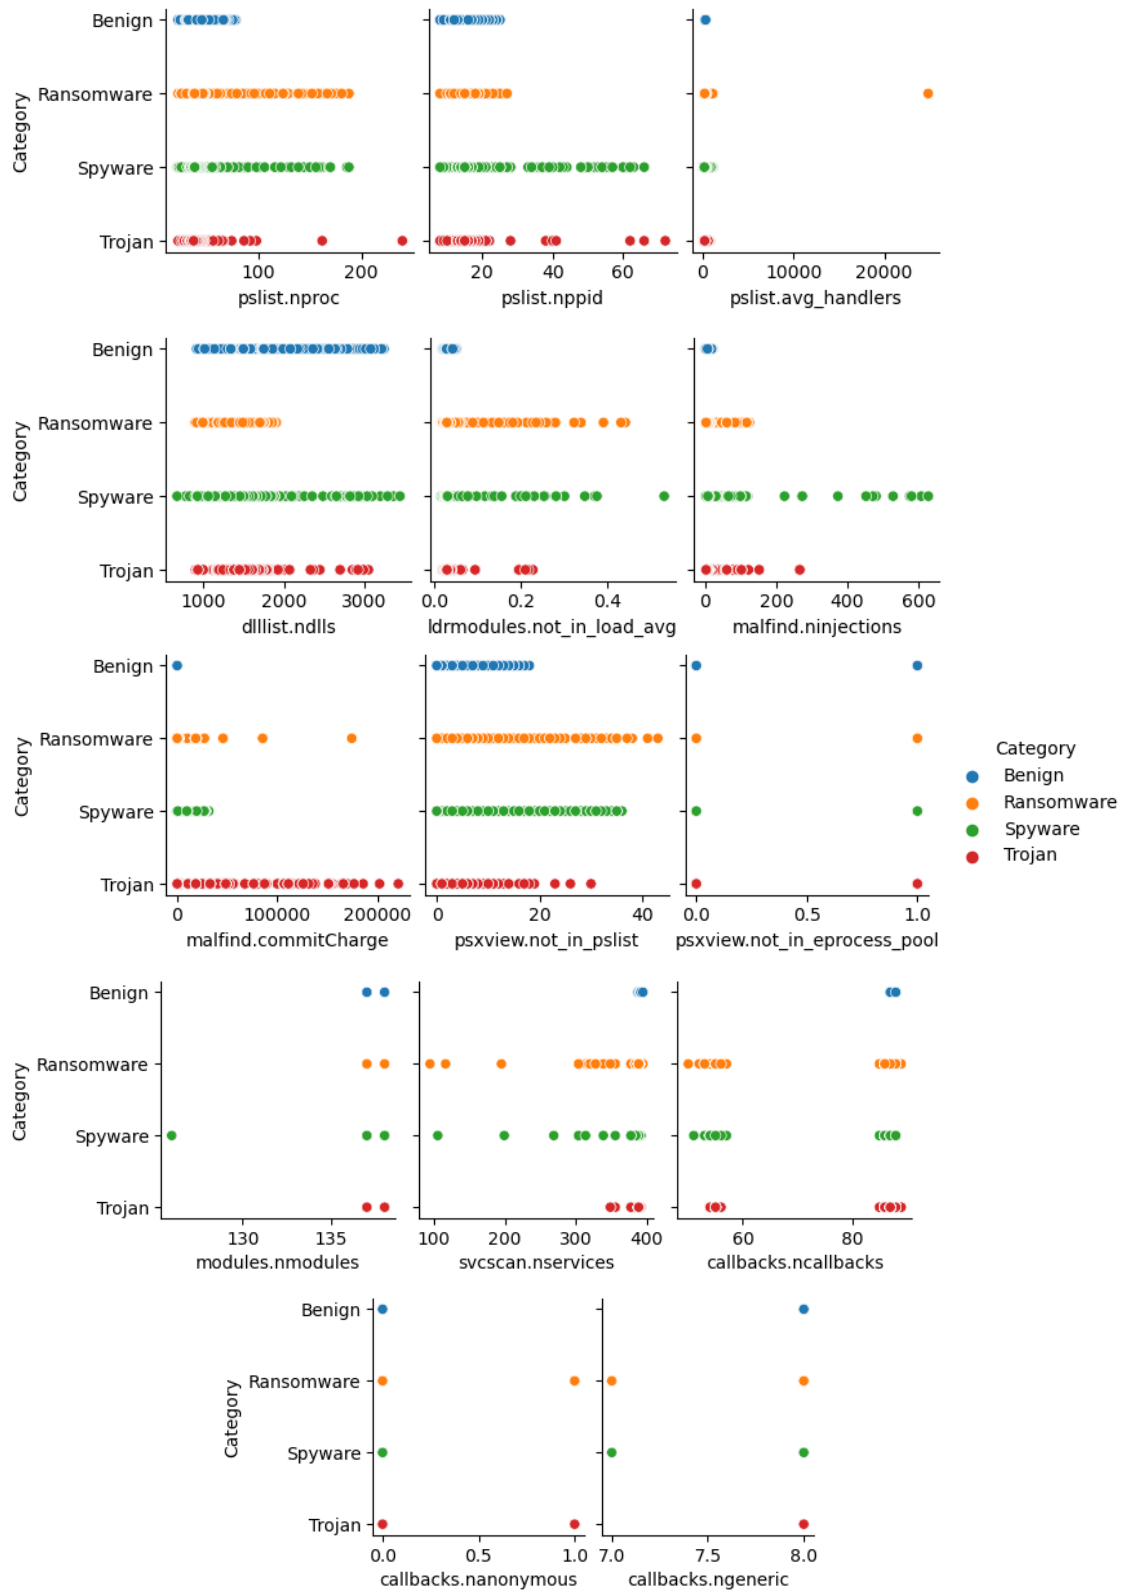 Benign
Ransomware
Spyware
Trojan
Category
100 200
20 40 60
0 10000 20000
pslist.nproc
pslist.nppid
pslist.avg_handlers
Benign
Ransomware
Spyware
Trojan
Category
1000 2000 3000
0.0 0.2 0.4
0 200 400 600
dlllist.ndlls
ldrmodules.not_in_load_avg
malfind.ninjections
Benign
Ransomware
Spyware
Trojan
Category
0 100000 200000
0 20 40
0.0 0.5 1.0
malfind.commitCharge
psxview.not_in_pslist
psxview.not_in_eprocess_pool
Category
Benign
Ransomware
Spyware
Trojan
Benign
Ransomware
Spyware
Trojan
Category
130 135
100 200 300 400
60 80
modules.nmodules
svcscan.nservices
callbacks.ncallbacks
Benign
Ransomware
Spyware
Trojan
Category
0.0 0.5 1.0
7.0 7.5 8.0
callbacks.nanonymous
callbacks.ngeneric